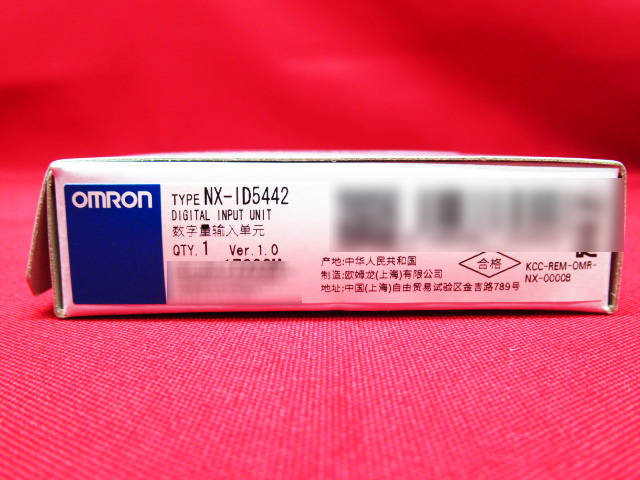 OMRON
TYPE NX-ID5442
DIGITAL INPUT UNIT
数字量输入单元
QTY. 1 Ver.1.0
产地:中华人民共和国
制造:欧姆龙(上海)有限公司
地址:中国(上海)自由贸易试验区金吉路789号
合格
KCC-REM-OMR-
NX-00008